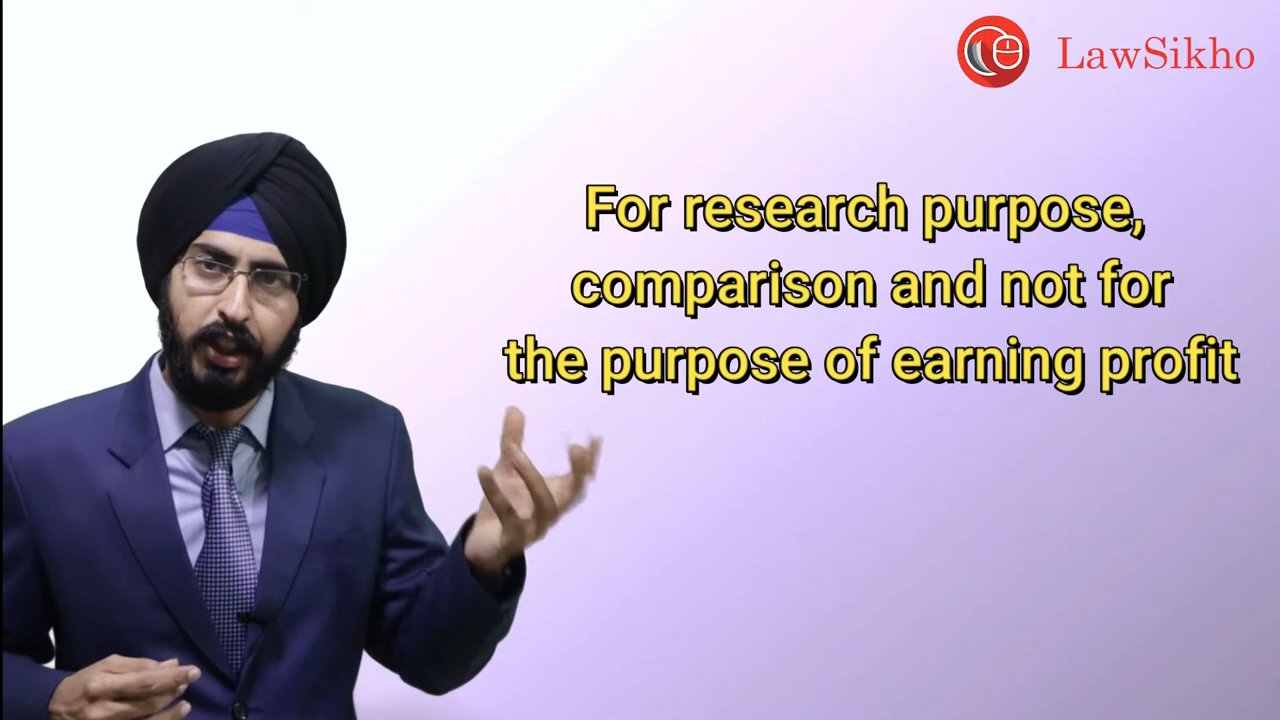 LawSikho
For research purpose,
comparison and not for
the purpose of earning profit